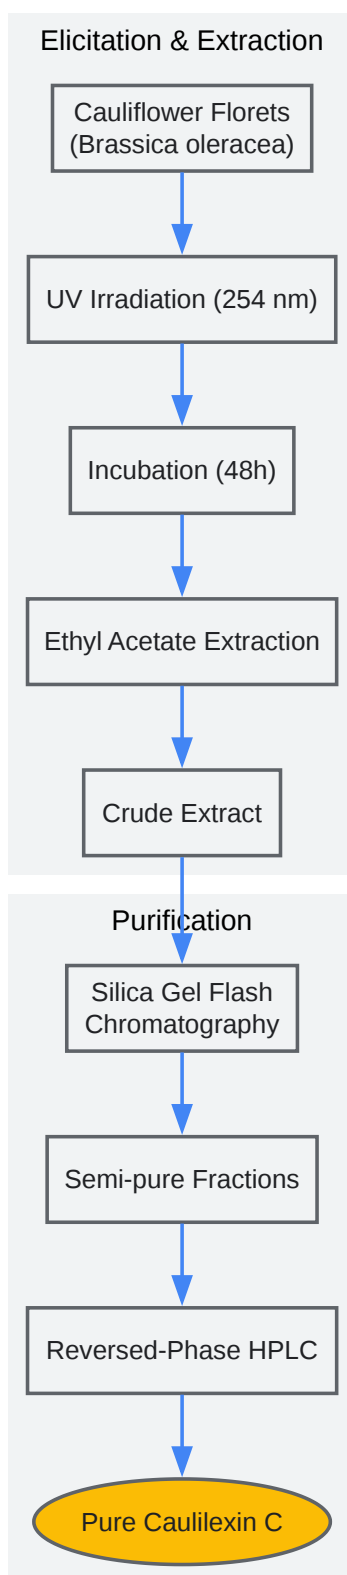 Elicitation & Extraction
Cauliflower Florets
(Brassica oleracea)
UV Irradiation (254 nm)
Incubation (48h)
Ethyl Acetate Extraction
Crude Extract
Purification
Silica Gel Flash
Chromatography
Semi-pure Fractions
Reversed-Phase HPLC
Pure Caulilexin C